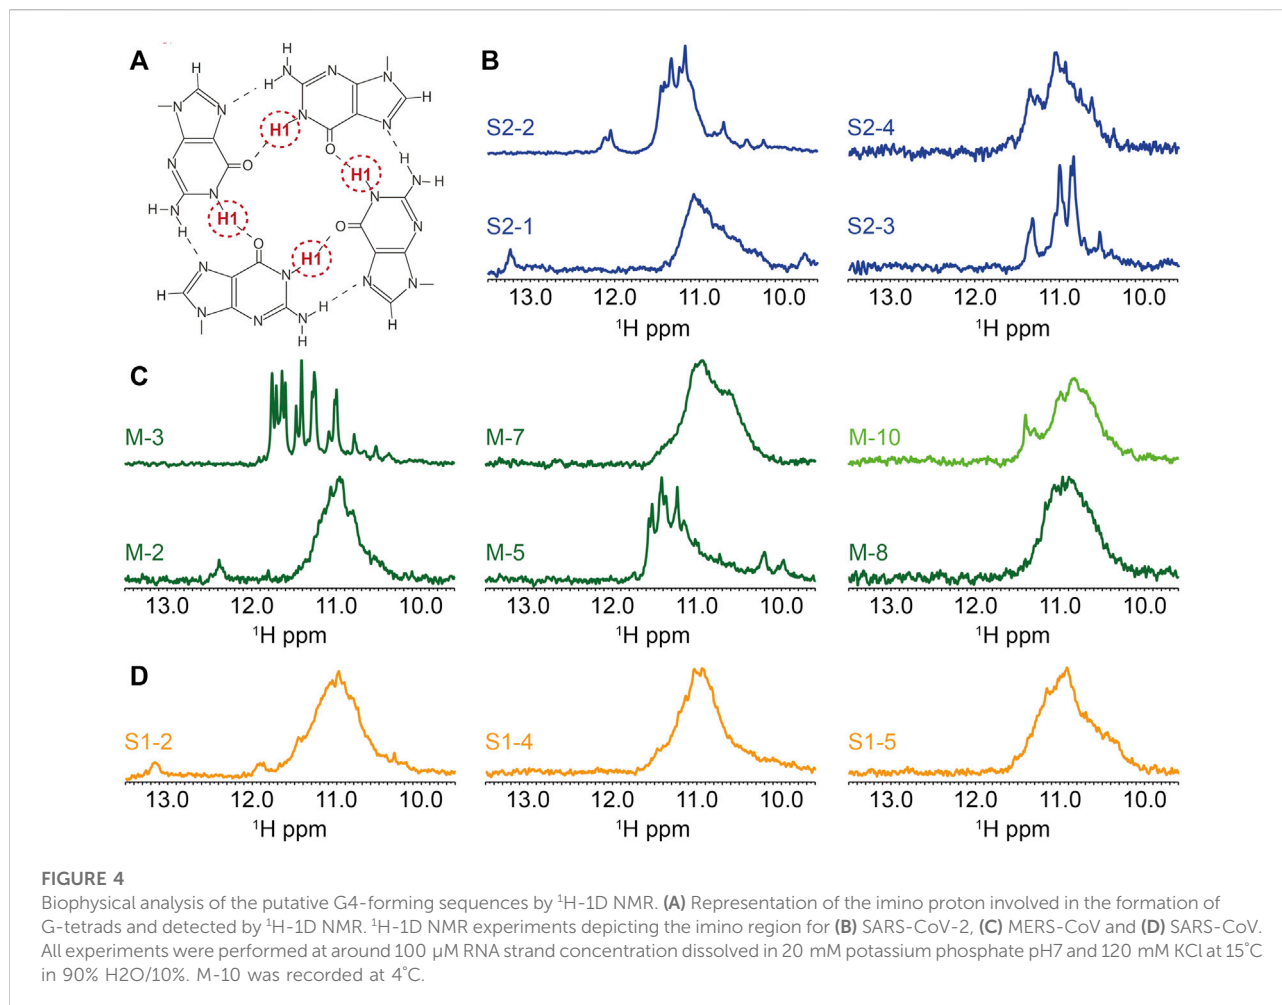 A
B
C
D
H
H
N
N
N
H
H
N
N
H1
N
N
H
N
O
O
N
H
H1
H
N
H
N
N
N
H1
O
H1
O
N
N
N
H
N
N
H
N
N
N
H
N
H
H
S2-2
S2-1
13.0 12.0 11.0 10.0
¹H ppm
S2-4
S2-3
13.0 12.0 11.0 10.0
¹H ppm
M-3
M-2
13.0 12.0 11.0 10.0
¹H ppm
M-7
M-5
13.0 12.0 11.0 10.0
¹H ppm
M-10
M-8
13.0 12.0 11.0 10.0
¹H ppm
S1-2
13.0 12.0 11.0 10.0
¹H ppm
S1-4
13.0 12.0 11.0 10.0
¹H ppm
S1-5
13.0 12.0 11.0 10.0
¹H ppm
FIGURE 4
Biophysical analysis of the putative G4-forming sequences by ¹H-1D NMR. (A) Representation of the imino proton involved in the formation of
G-tetrads and detected by ¹H-1D NMR. ¹H-1D NMR experiments depicting the imino region for (B) SARS-CoV-2, (C) MERS-CoV and (D) SARS-CoV.
All experiments were performed at around 100 µM RNA strand concentration dissolved in 20 mM potassium phosphate pH7 and 120 mM KCl at 15°C
in 90% H2O/10%. M-10 was recorded at 4°C.